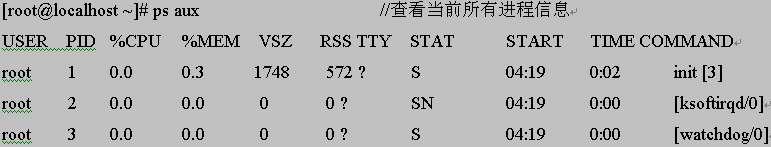 [root@localhost ~]# ps aux //查看当前所有进程信息
USER PID %CPU %MEM VSZ RSS TTY STAT START TIME COMMAND
root 1 0.0 0.3 1748 572 ? S 04:19 0:02 init [3]
root 2 0.0 0.0 0 0 ? SN 04:19 0:00 [ksoftirqd/0]
root 3 0.0 0.0 0 0 ? S 04:19 0:00 [watchdog/0]